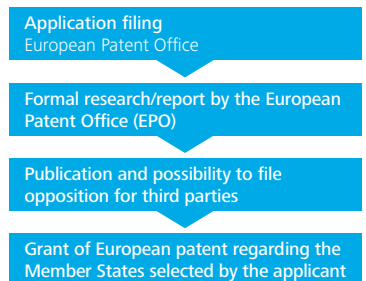 Application filing
European Patent Office
Formal research/report by the European
Patent Office (EPO)
Publication and possibility to file
opposition for third parties
Grant of European patent regarding the
Member States selected by the applicant